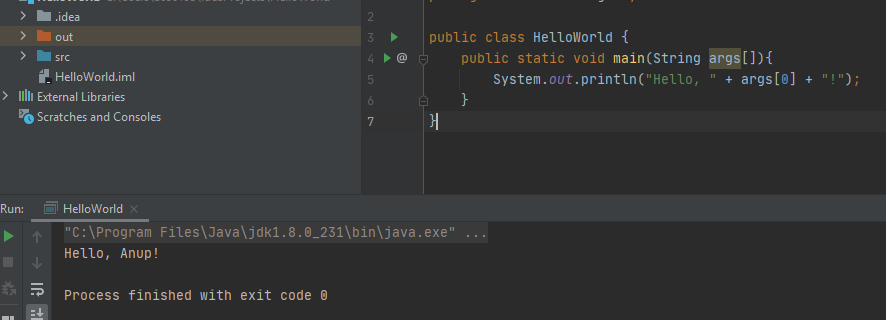 .idea
out
src
HelloWorld.iml
External Libraries
Scratches and Consoles
2
3 public class HelloWorld {
4 @ public static void main(String args[]){
5 System.out.println("Hello, " + args[0] + "!");
6 }
7 }
Run: HelloWorld
"C:\Program Files\Java\jdk1.8.0_231\bin\java.exe" ...
Hello, Anup!
Process finished with exit code 0